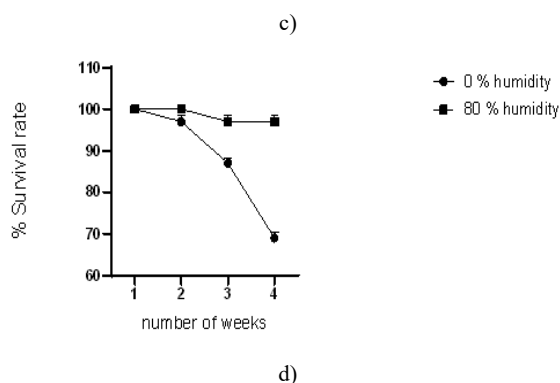 c)
110
100
90
80
70
60
% Survival rate
1 2 3 4
number of weeks
0 % humidity
80 % humidity
d)